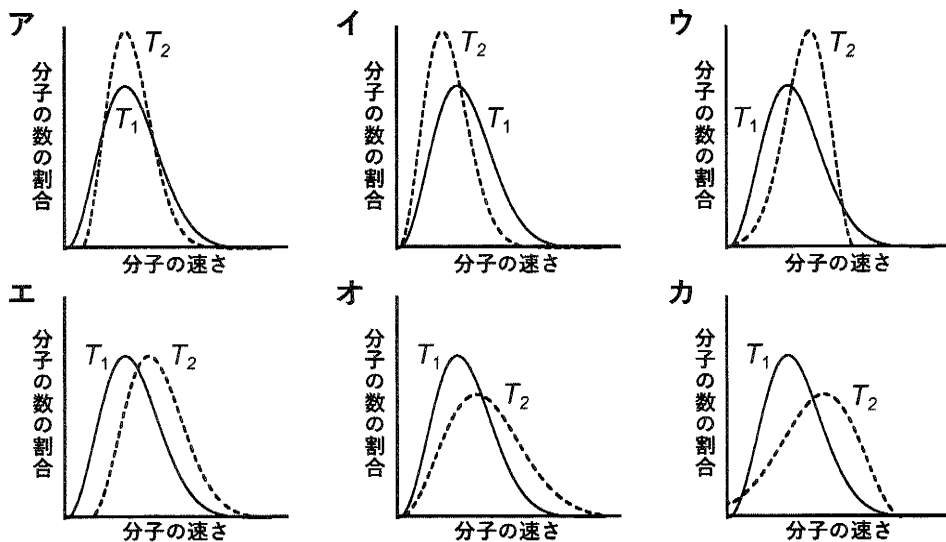 ア
T2
T1
分子の数の割合
分子の速さ
イ
T2
T1
分子の数の割合
分子の速さ
ウ
T2
T1
分子の数の割合
分子の速さ
エ
T1
T2
分子の数の割合
分子の速さ
オ
T1
T2
分子の数の割合
分子の速さ
カ
T1
T2
分子の数の割合
分子の速さ